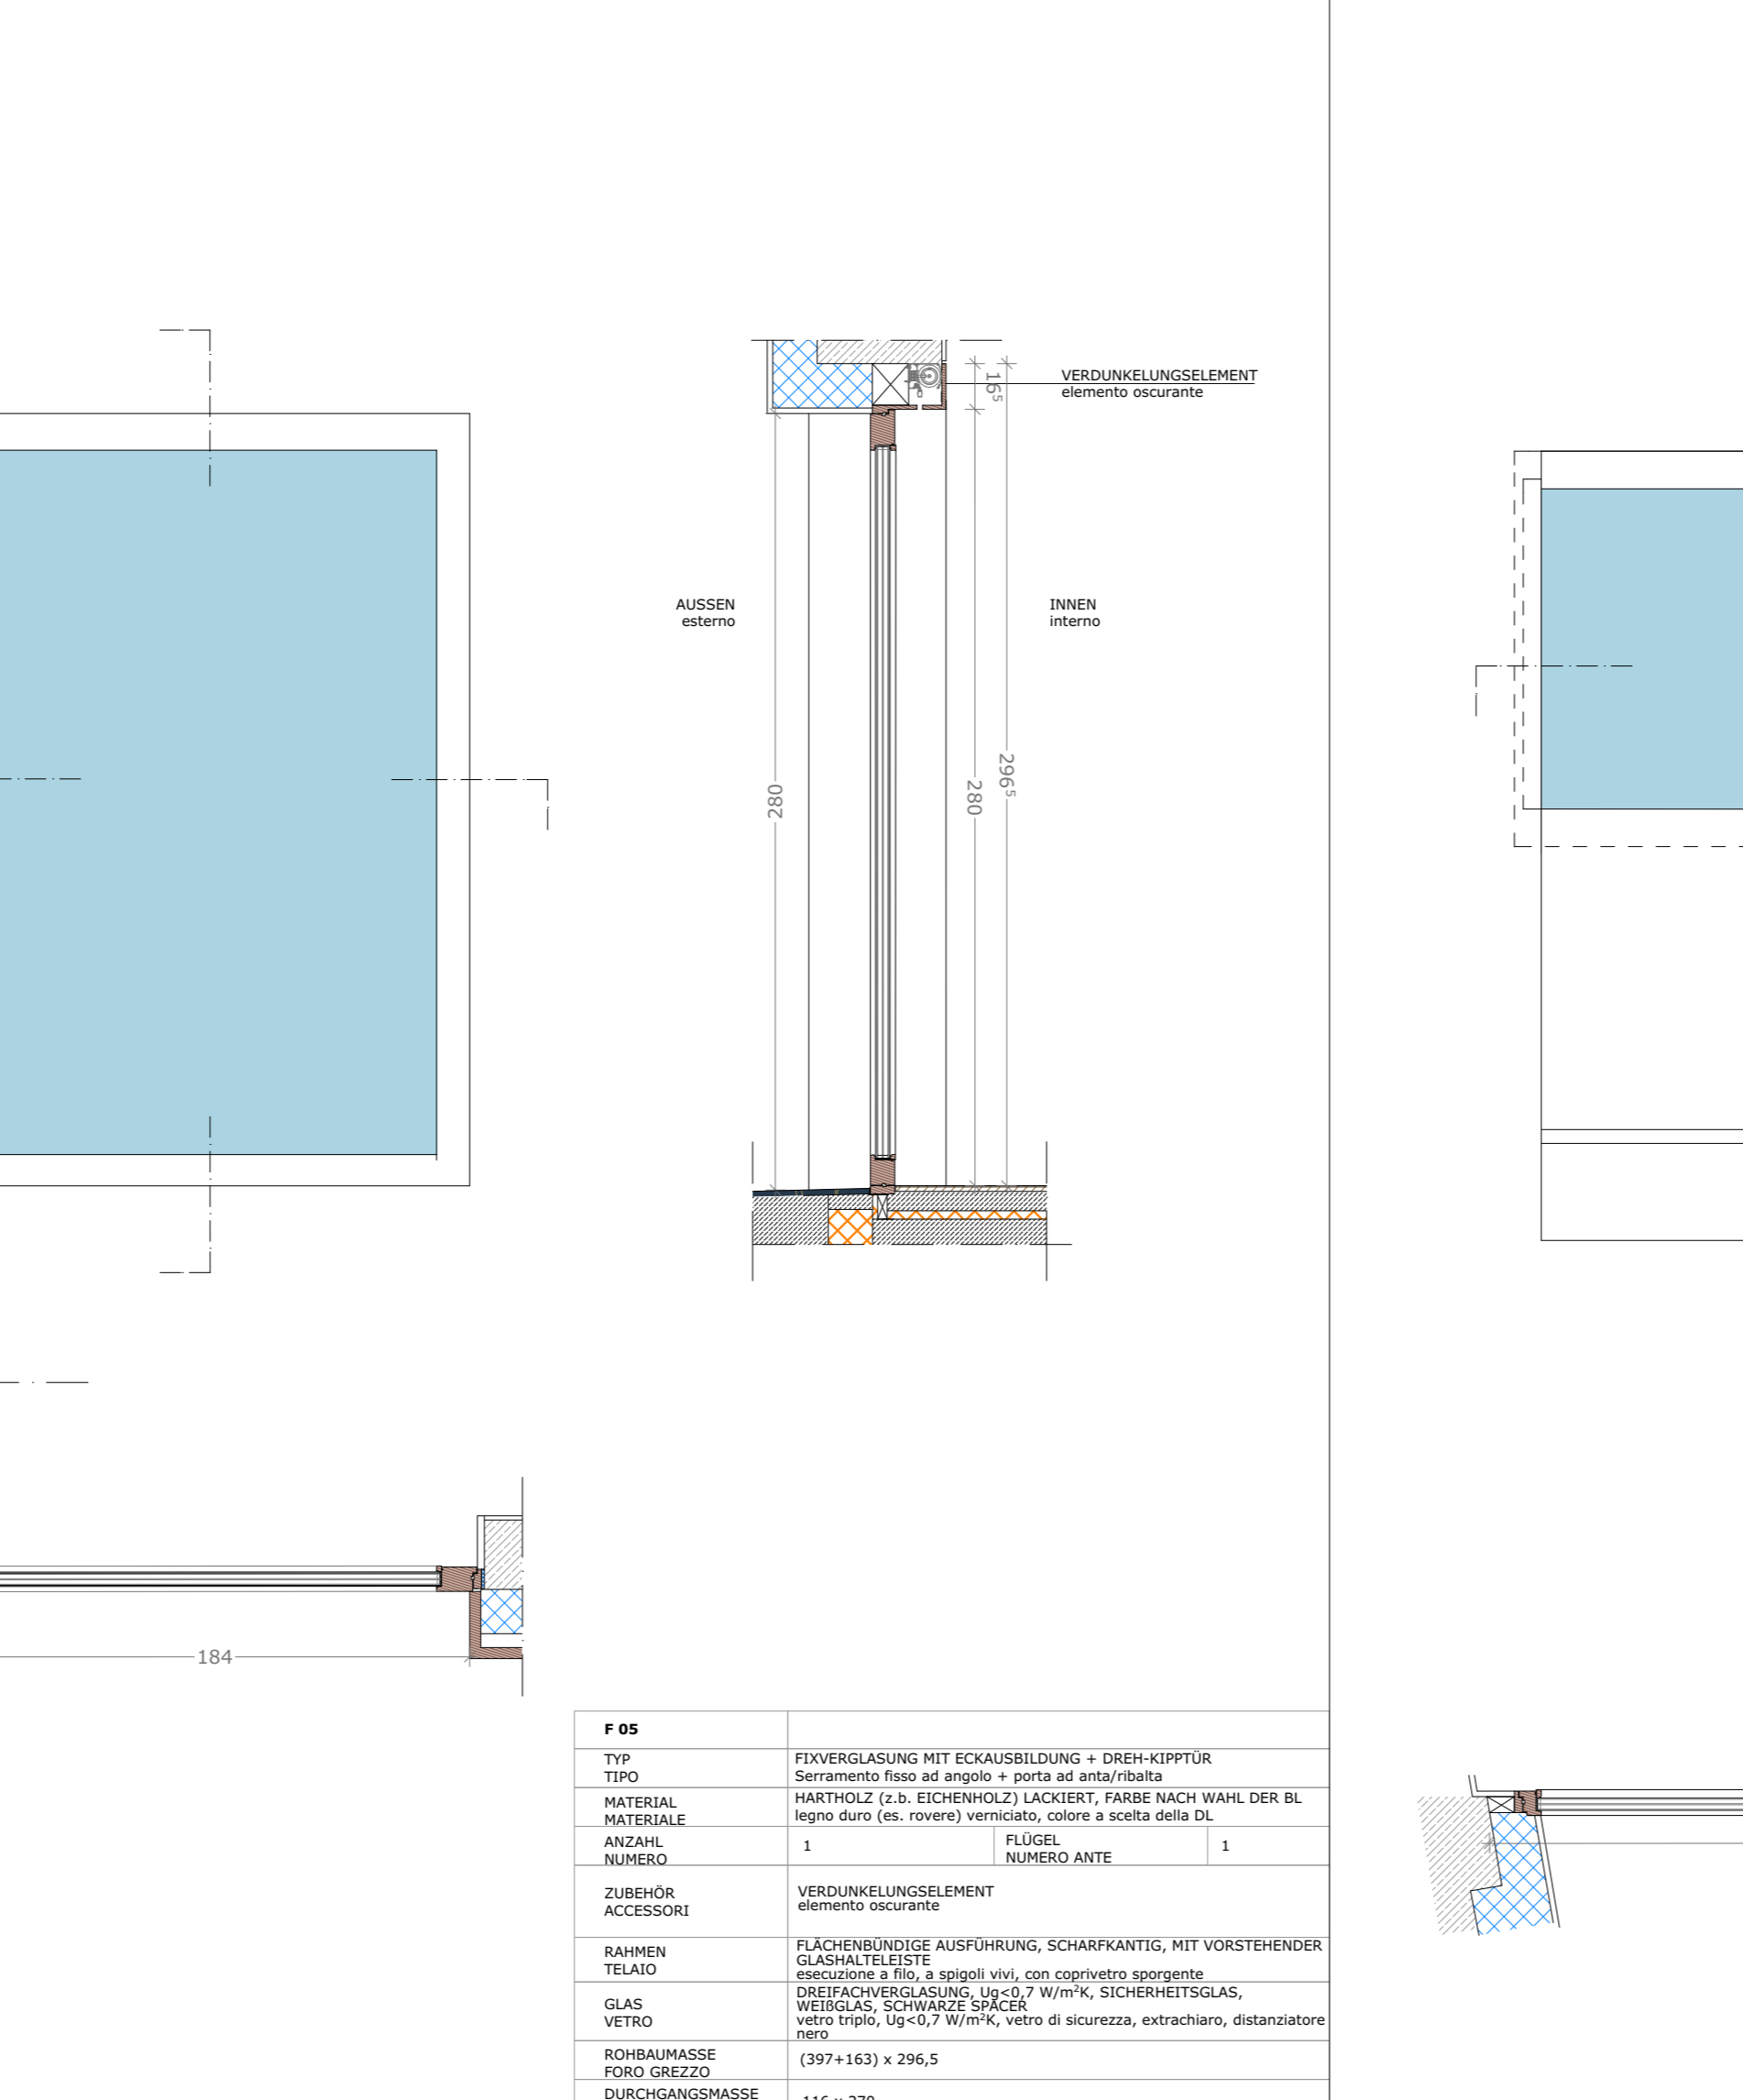 VERDUNKELUNGSELEMENT
elemento oscurante
16⁵
AUSSEN
esterno
INNEN
interno
280
280
296⁵
184
F 05
TYP
TIPO
FIXVERGLASUNG MIT ECKAUSBILDUNG + DREH-KIPPTÜR
Serramento fisso ad angolo + porta ad anta/ribalta
MATERIAL
MATERIALE
HARTHOLZ (z.b. EICHENHOLZ) LACKIERT, FARBE NACH WAHL DER BL
legno duro (es. rovere) verniciato, colore a scelta della DL
ANZAHL
NUMERO
1
FLÜGEL
NUMERO ANTE
1
ZUBEHÖR
ACCESSORI
VERDUNKELUNGSELEMENT
elemento oscurante
RAHMEN
TELAIO
FLÄCHENBÜNDIGE AUSFÜHRUNG, SCHARFKANTIG, MIT VORSTEHENDER
GLASHALTELEISTE
esecuzione a filo, a spigoli vivi, con coprivetro sporgente
GLAS
VETRO
DREIFACHVERGLASUNG, Ug<0,7 W/m²K, SICHERHEITSGLAS,
WEIßGLAS, SCHWARZE SPACER
vetro triplo, Ug<0,7 W/m²K, vetro di sicurezza, extrachiaro, distanziatore
nero
ROHBAUMASSE
FORO GREZZO
(397+163) x 296,5
DURCHGANGSMASSE